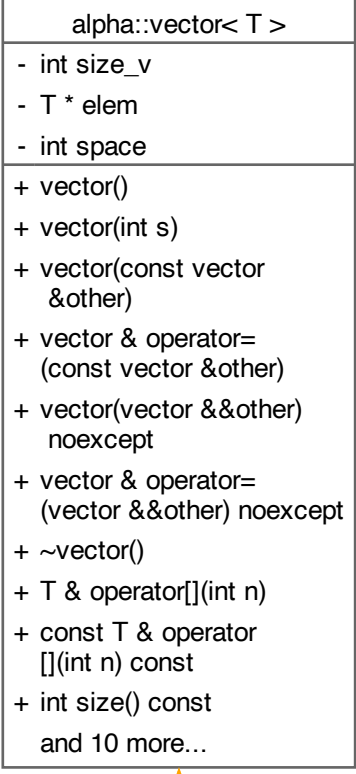 alpha::vector< T >
- int size_v
- T * elem
- int space
+ vector()
+ vector(int s)
+ vector(const vector
&other)
+ vector & operator=
(const vector &other)
+ vector(vector &&other)
noexcept
+ vector & operator=
(vector &&other) noexcept
+ ~vector()
+ T & operator[](int n)
+ const T & operator
[](int n) const
+ int size() const
and 10 more...